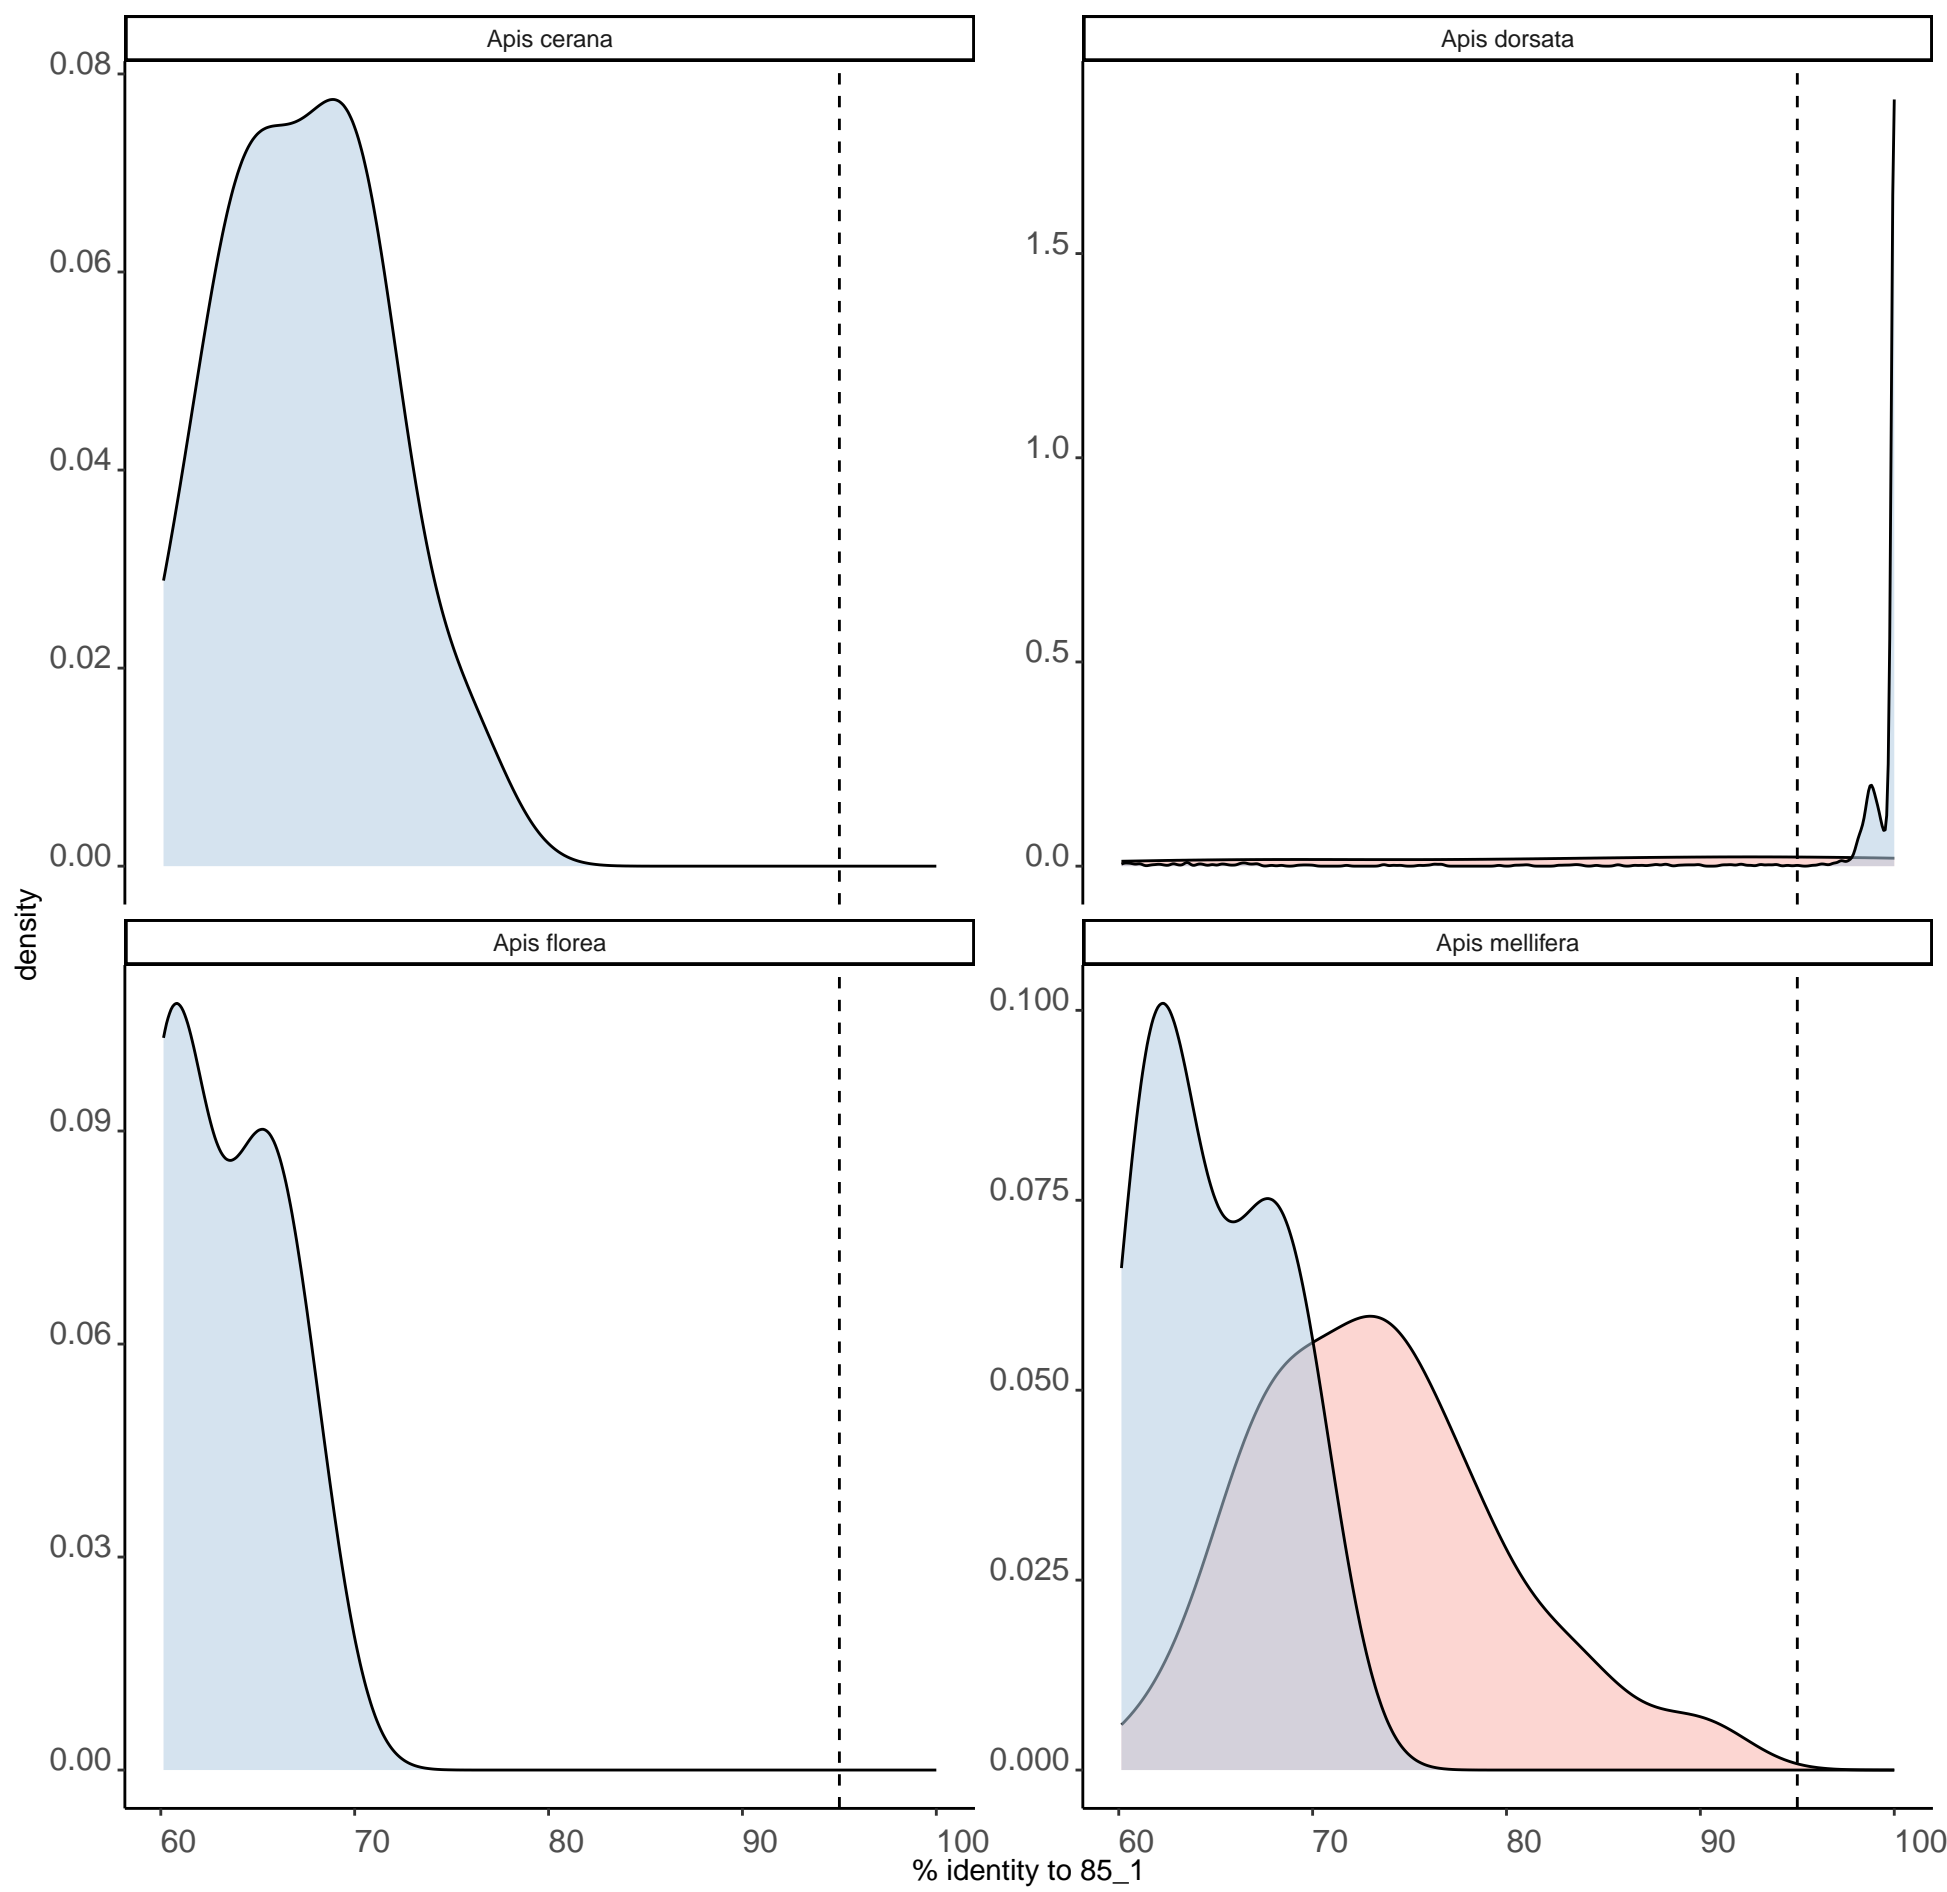 Apis cerana
Apis dorsata
0.08
0.06
0.04
0.02
0.00
1.5
1.0
0.5
0.0
density
Apis florea
Apis mellifera
0.09
0.06
0.03
0.00
0.100
0.075
0.050
0.025
0.000
60 70 80 90 100
60 70 80 90 100
% identity to 85_1